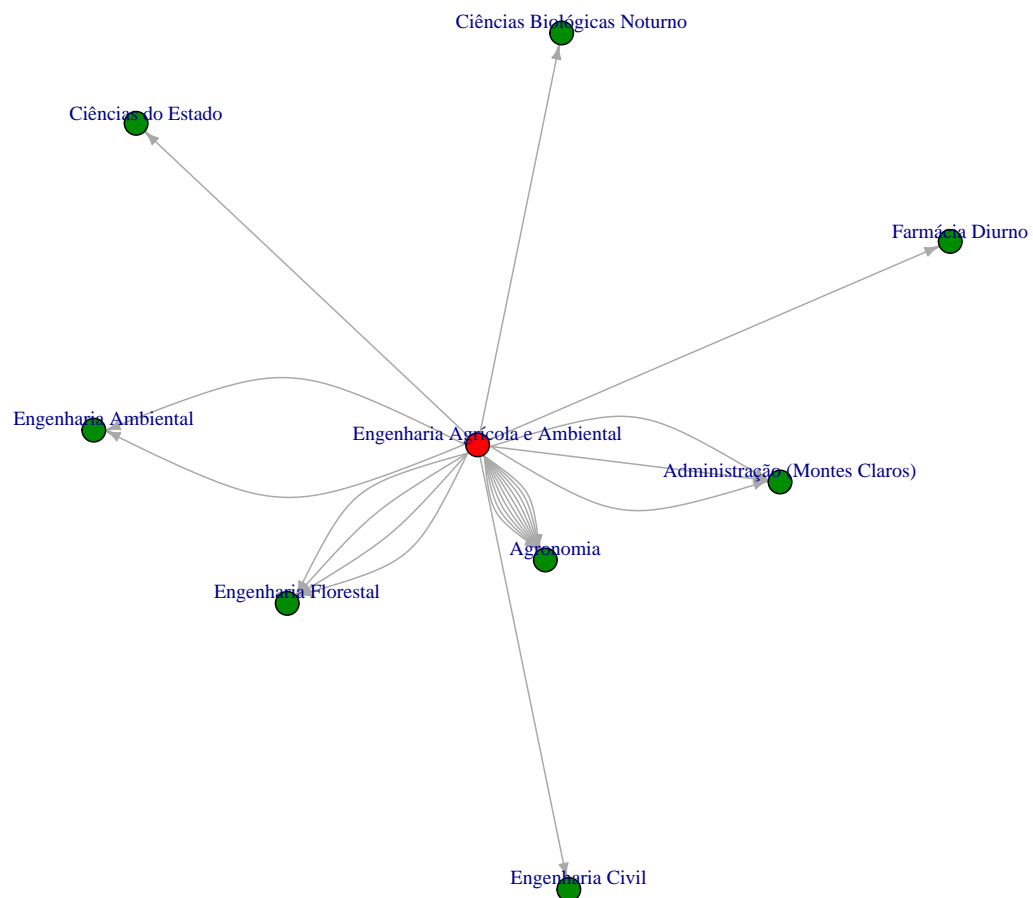 Ciências Biológicas Noturno
Ciências do Estado
Farmácia Diurno
Engenharia Ambiental
Engenharia Agrícola e Ambiental
Administração (Montes Claros)
Agronomia
Engenharia Florestal
Engenharia Civil